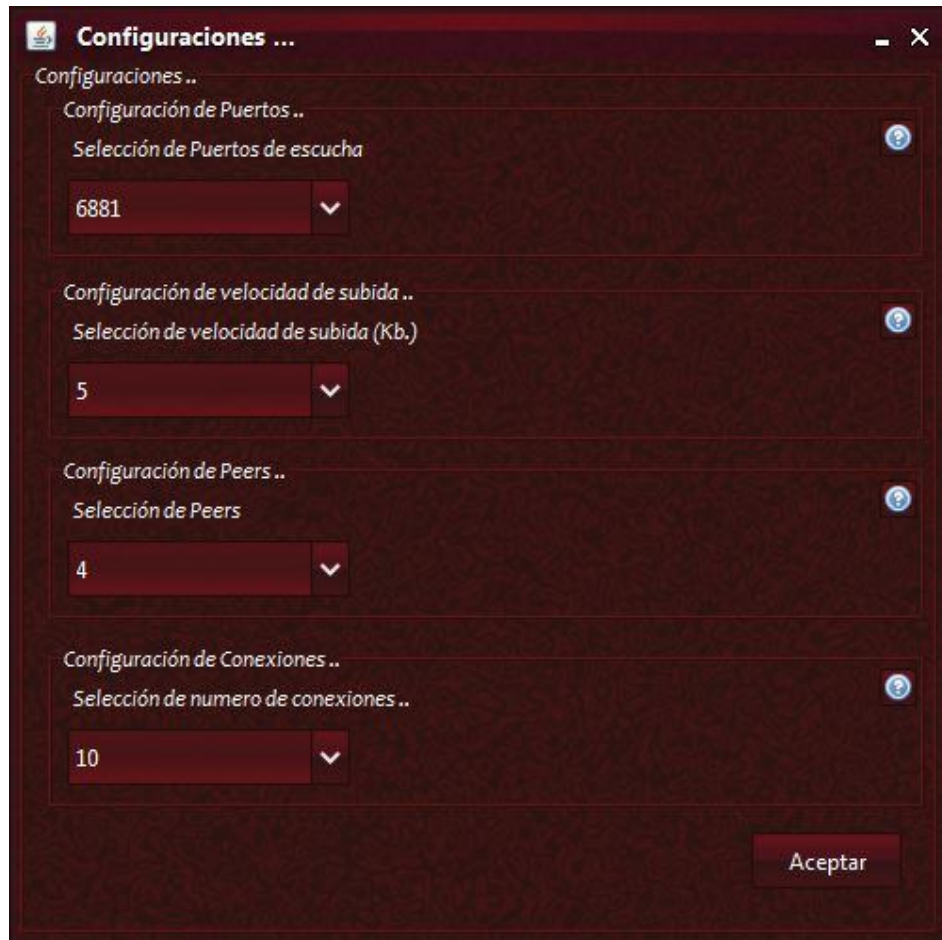 Configuraciones ...
Configuraciones ..
Configuración de Puertos ..
Selección de Puertos de escucha
6881
Configuración de velocidad de subida ..
Selección de velocidad de subida (Kb.)
5
Configuración de Peers ..
Selección de Peers
4
Configuración de Conexiones ..
Selección de numero de conexiones ..
10
Aceptar